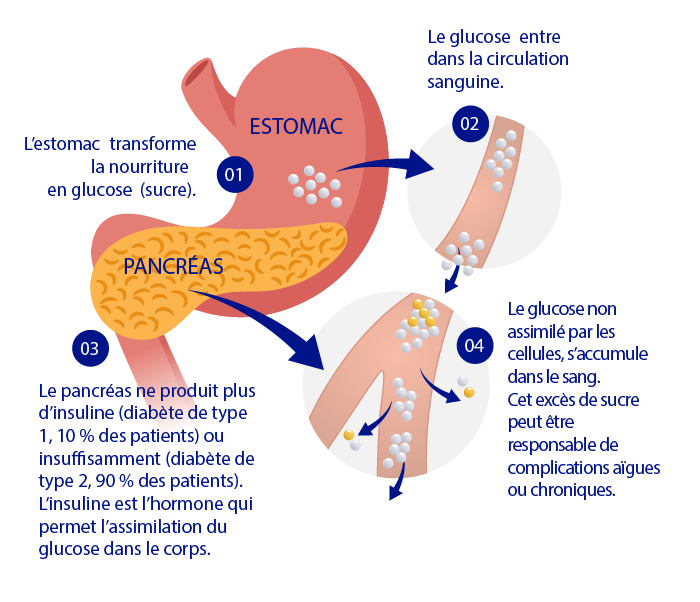 ESTOMAC
L'estomac transforme
la nourriture
en glucose (sucre).
01
Le glucose entre
dans la circulation
sanguine.
02
PANCRÉAS
03
Le pancréas ne produit plus
d'insuline (diabète de type
1, 10 % des patients) ou
insuffisamment (diabète de
type 2, 90 % des patients).
L'insuline est l'hormone qui
permet l'assimilation du
glucose dans le corps.
04
Le glucose non
assimilé par les
cellules, s'accumule
dans le sang.
Cet excès de sucre
peut être
responsable de
complications aïgues
ou chroniques.